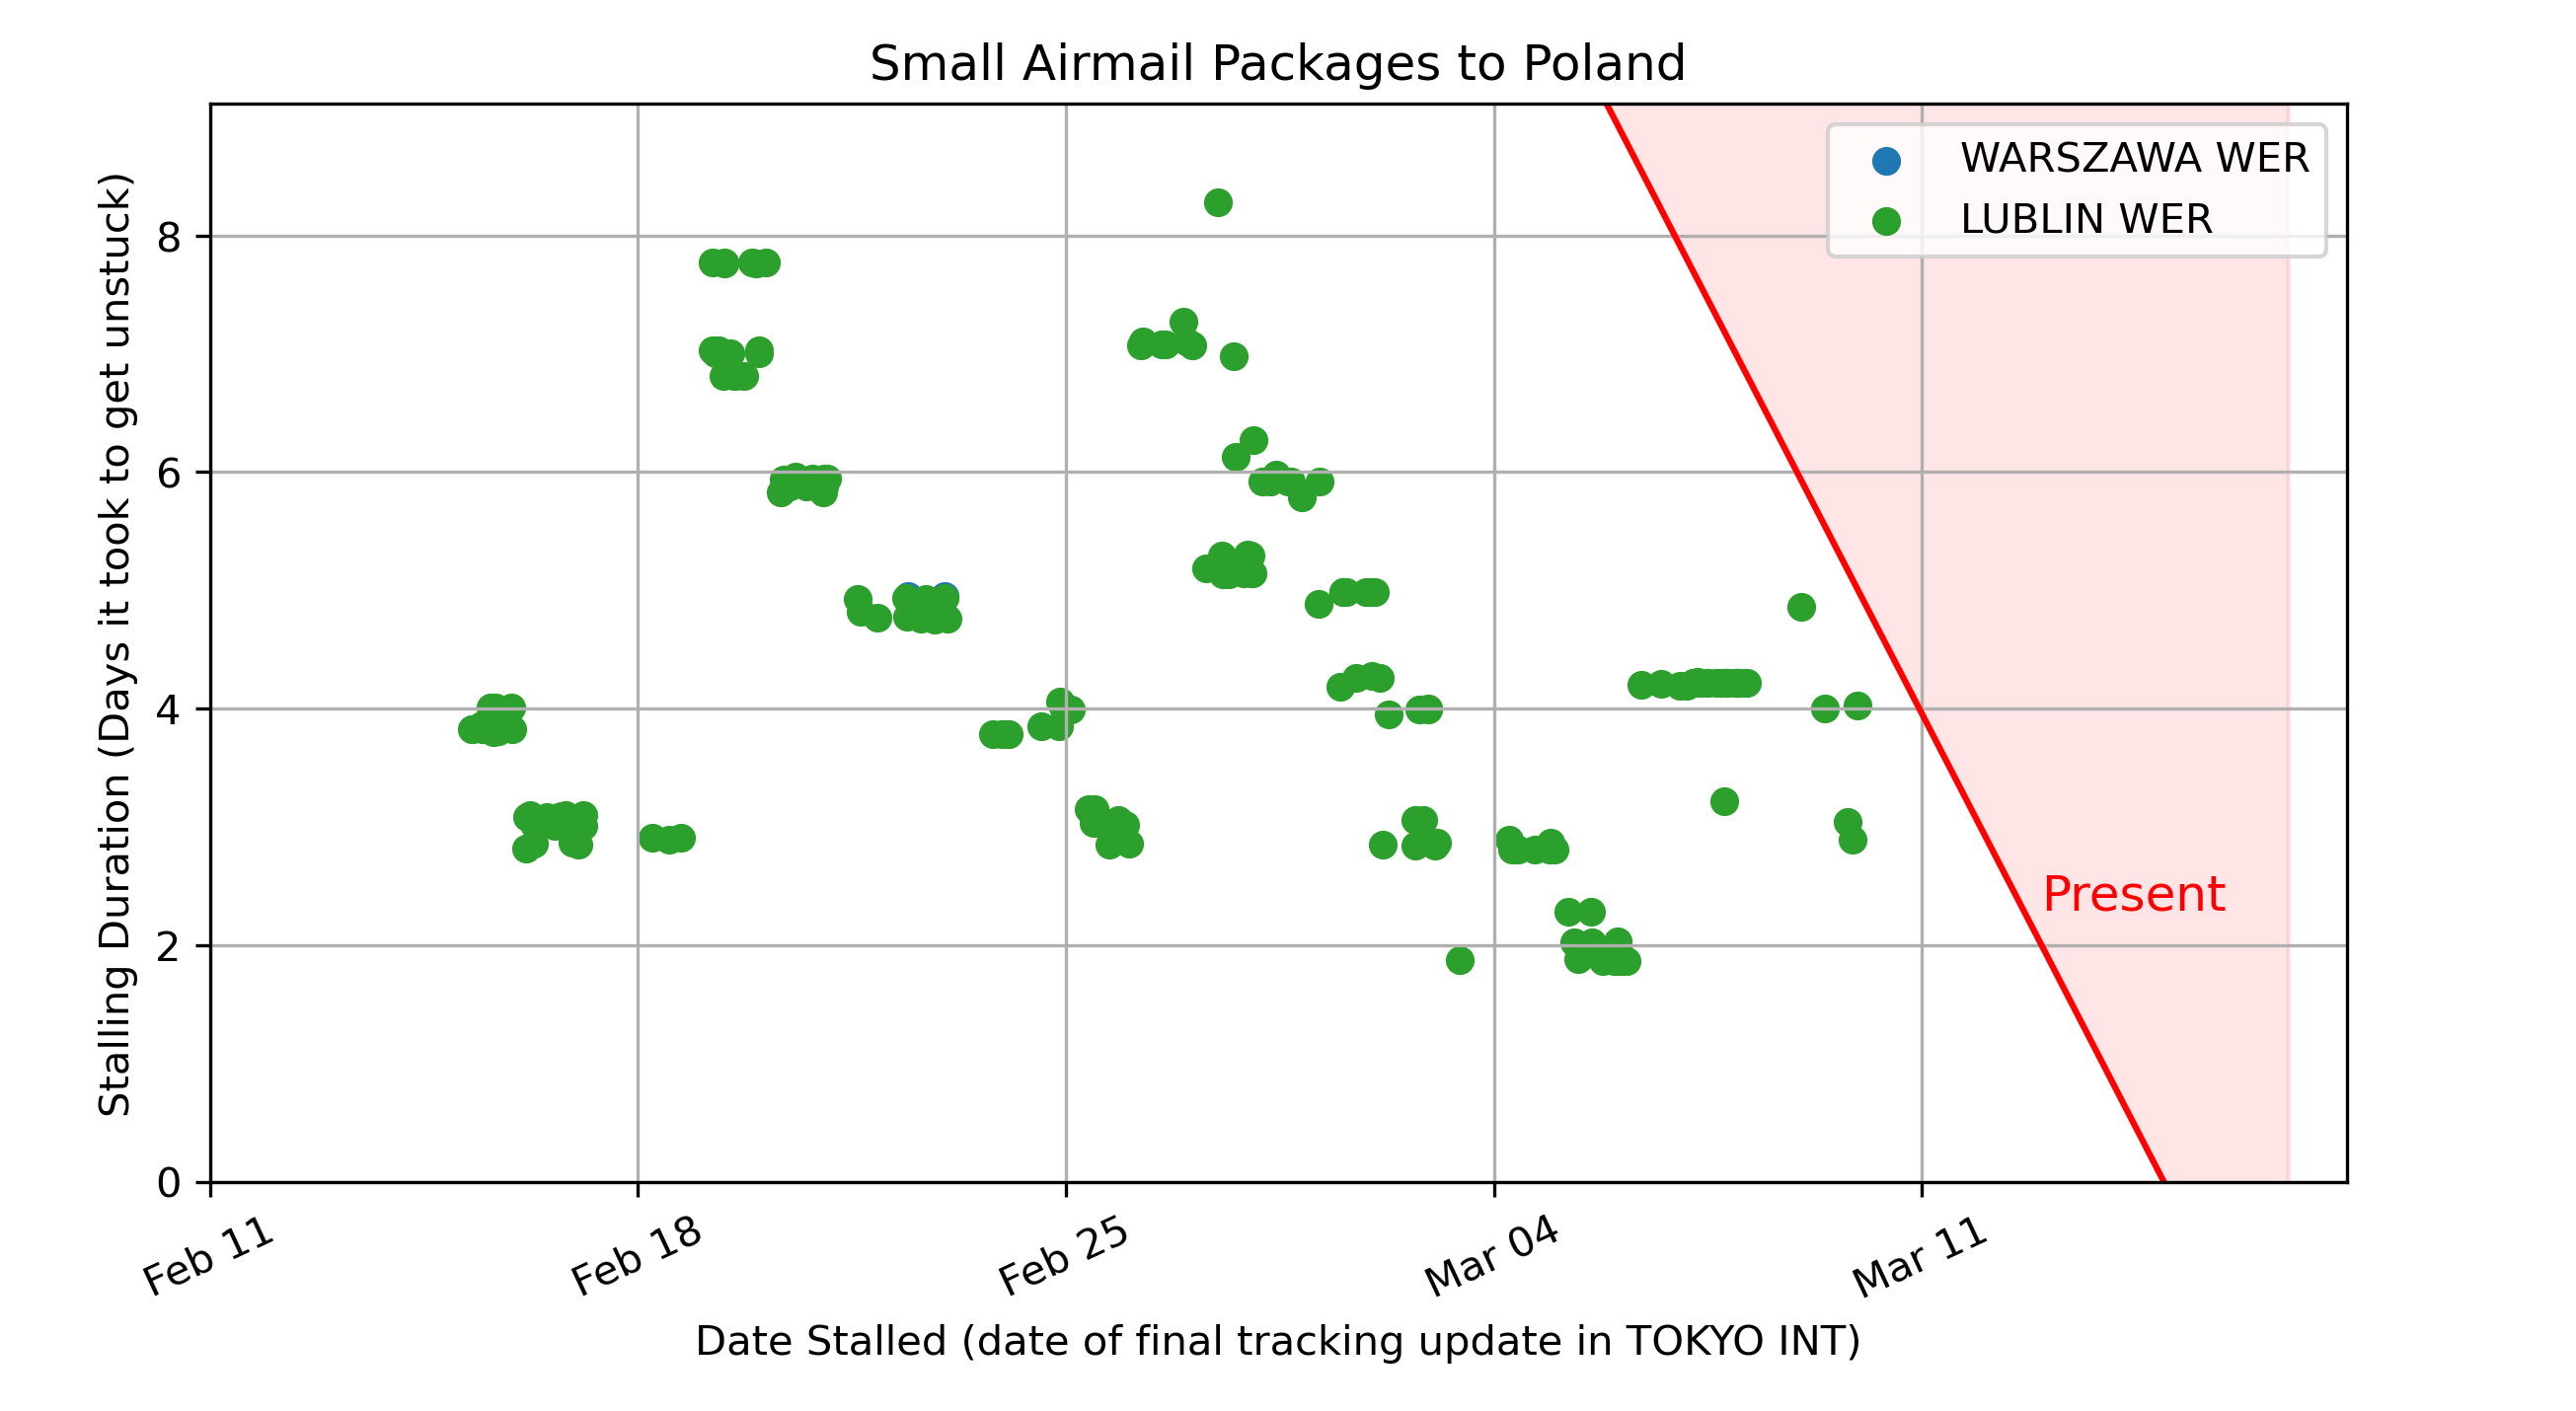 Small Airmail Packages to Poland
WARSZAWA WER
LUBLIN WER
Stalling Duration (Days it took to get unstuck)
8
6
4
2
0
Present
Feb 11
Feb 18
Feb 25
Mar 04
Mar 11
Date Stalled (date of final tracking update in TOKYO INT)